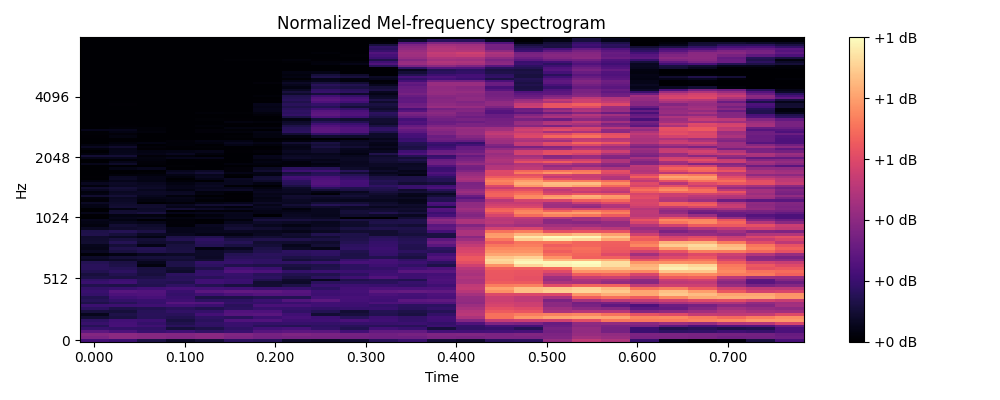 Normalized Mel-frequency spectrogram
Hz
4096
2048
1024
512
0
0.000 0.100 0.200 0.300 0.400 0.500 0.600 0.700
Time
+1 dB
+1 dB
+1 dB
+0 dB
+0 dB
+0 dB